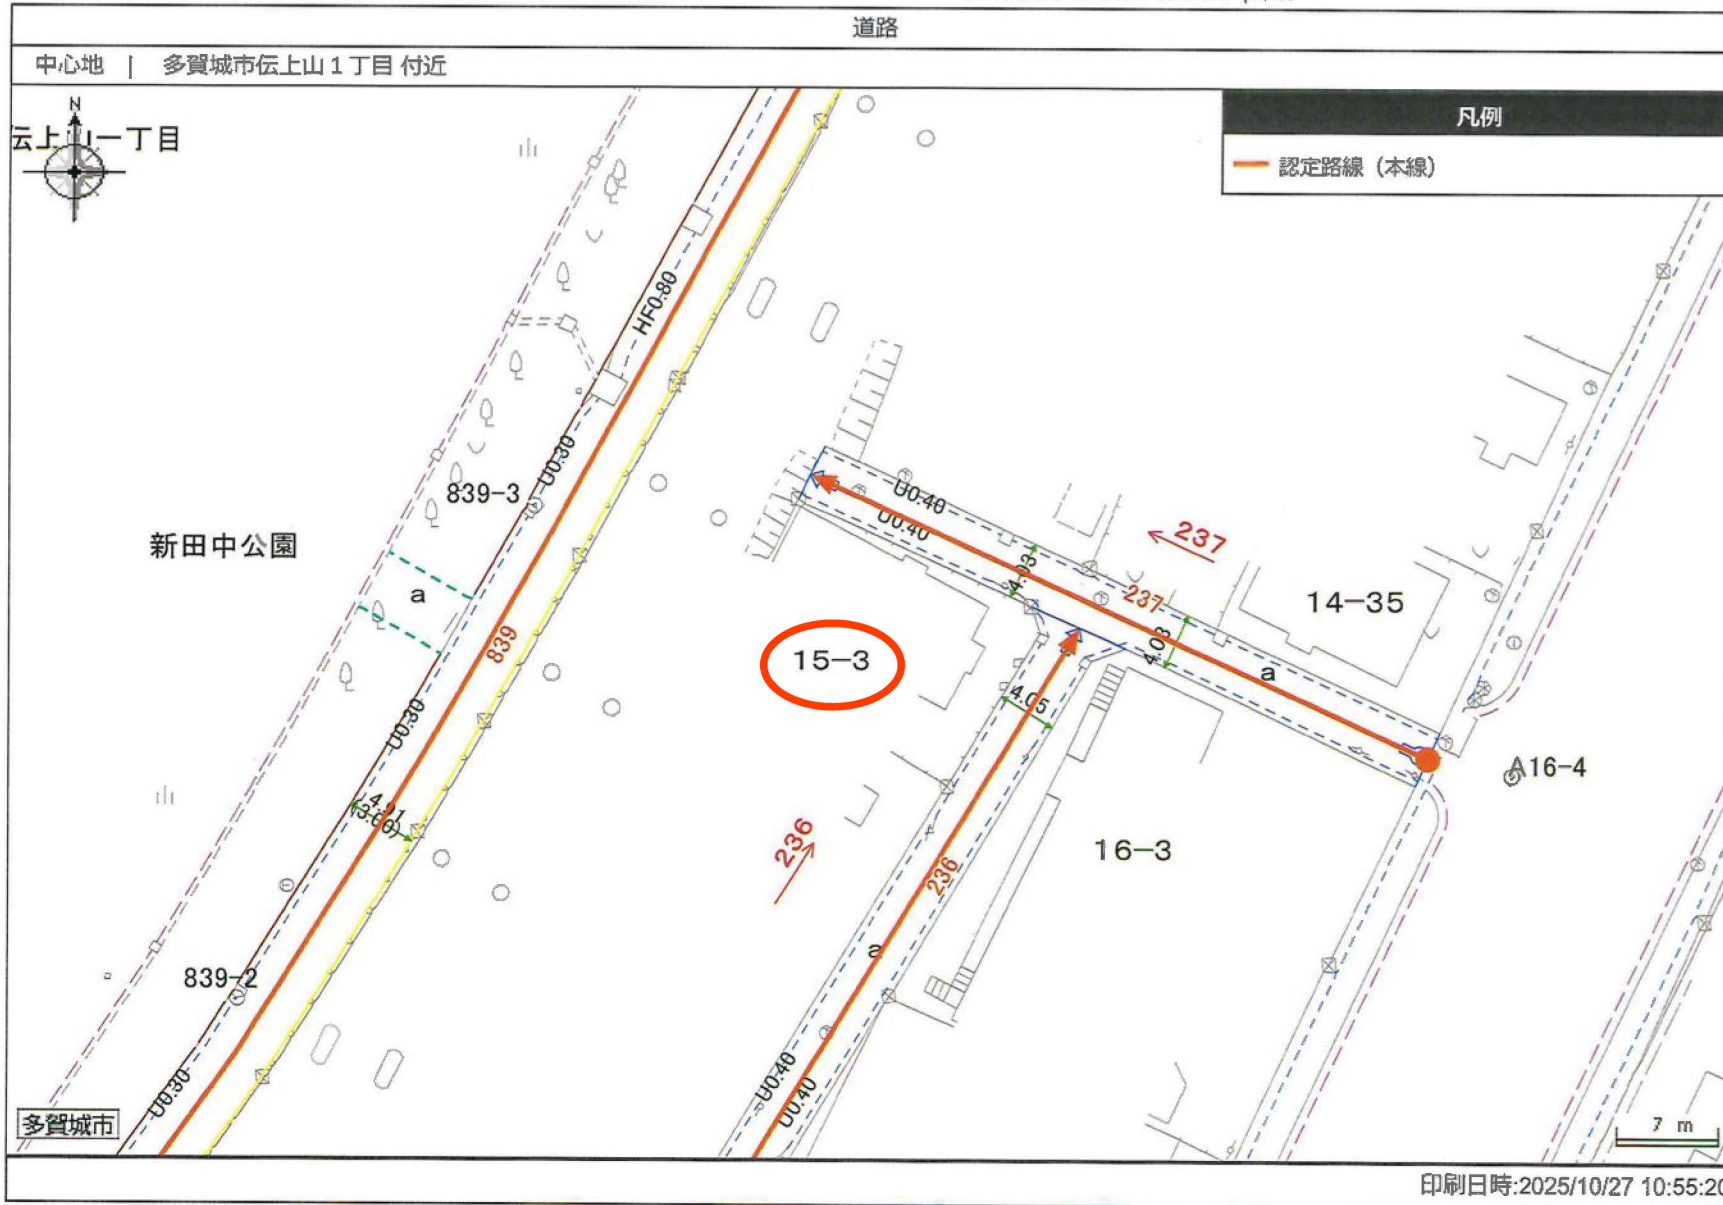 道路
中心地 | 多賀城市伝上山1丁目 付近
N
伝上山一丁目
凡例
認定路線(本線)
HF0.80
U0.30
839-3
新田中公園
a
839
U0.40
U0.40
4.03
237
237
14-35
15-3
4.03
a
4.05
U0.30
A16-4
4.91
(3.60)
236
236
16-3
a
839-2
U0.30
U0.40
U0.40
多賀城市
7 m
印刷日時:2025/10/27 10:55:20